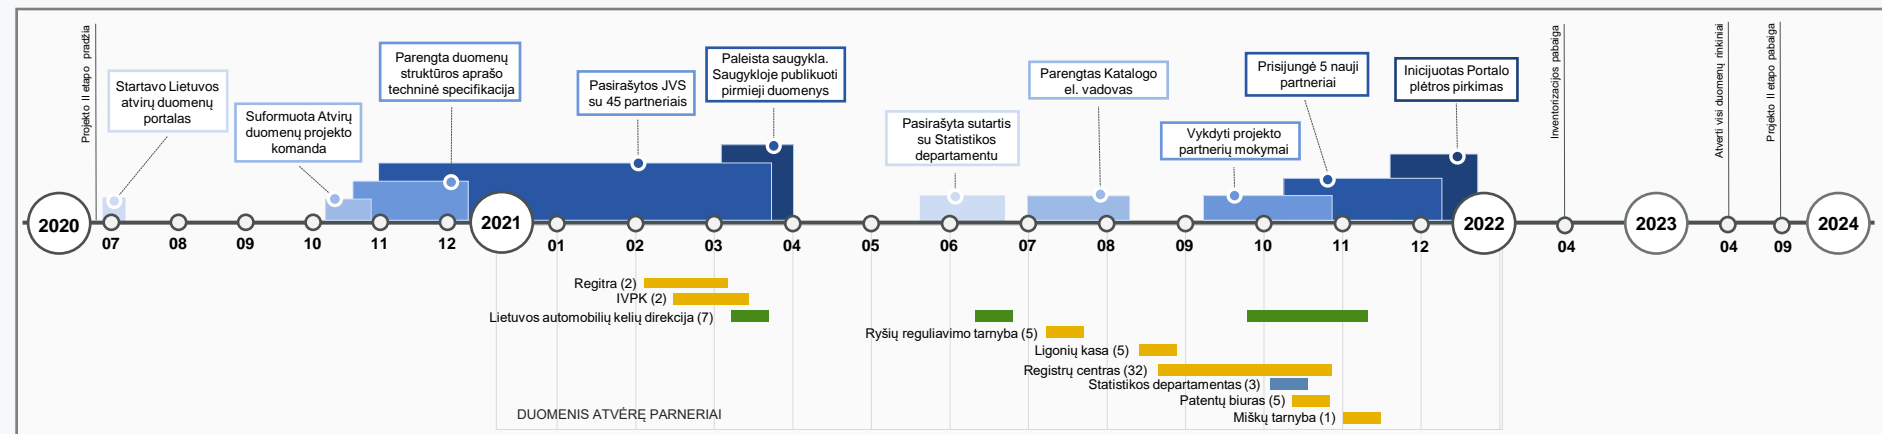 Projekto II etapo pradžia
Startavo Lietuvos
atvirų duomenų
portalas
Suformuota Atvirų
duomenų projekto
komanda
Parengta duomenų
struktūros aprašo
techninė specifikacija
Pasirašytos JVS
su 45 partneriais
Paleista saugykla.
Saugykloje publikuoti
pirmieji duomenys
Pasirašyta sutartis
su Statistikos
departamentu
Parengtas Katalogo
el. vadovas
Vykdyti projekto
partnerių mokymai
Prisijungė 5 nauji
partneriai
Inicijuotas Portalo
plėtros pirkimas
Inventorizacijos pabaiga
Atverti visi duomenų rinkiniai
Projekto II etapo pabaiga
2020
2021
2022
2023
2024
07
08
09
10
11
12
01
02
03
04
05
06
07
08
09
10
11
12
04
04
09
Regitra (2)
IVPK (2)
Lietuvos automobilių kelių direkcija (7)
Ryšių reguliavimo tarnyba (5)
Ligonių kasa (5)
Registrų centras (32)
Statistikos departamentas (3)
Patentų biuras (5)
Miškų tarnyba (1)
DUOMENIS ATVĖRĘ PARNERIAI